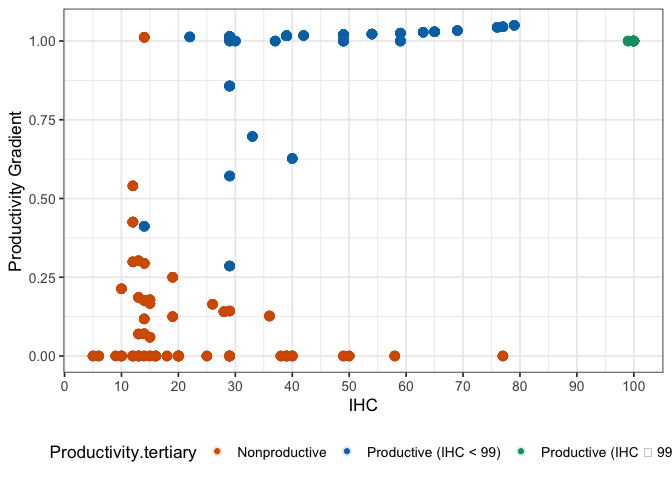 1.00
0.75
0.50
0.25
0.00
Productivity Gradient
0 10 20 30 40 50 60 70 80 90 100
IHC
Productivity.tertiary Nonproductive Productive (IHC < 99) Productive (IHC □ 99